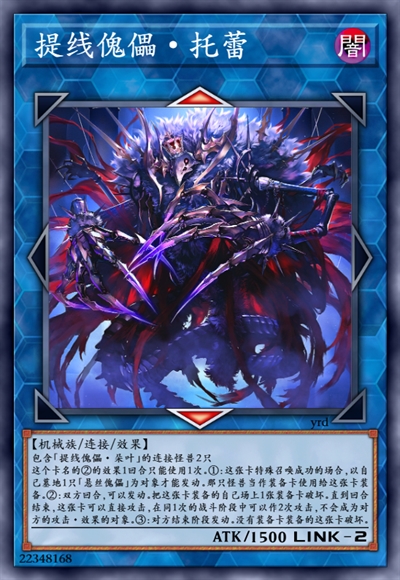 提线傀儡·托蕾
闇
yrd
【机械族/连接/效果】
包含「提线傀儡·朵叶」的连接怪兽2只
这个卡名的②的效果1回合只能使用1次。①:这张卡特殊召唤成功的场合,以自
己墓地1只「悬丝傀儡」为对象才能发动。那只怪兽当作装备卡使用给这张卡装
备。②:双方回合,可以发动。把这张卡装备的自己场上1张装备卡破坏。直到回合
结束,这张卡可以直接攻击,在同1次的战斗阶段中可以作2次攻击,不会成为对
方的攻击·效果的对象。③:对方结束阶段发动。没有装备卡装备的这张卡破坏。
ATK/1500 LINK-2
22348168